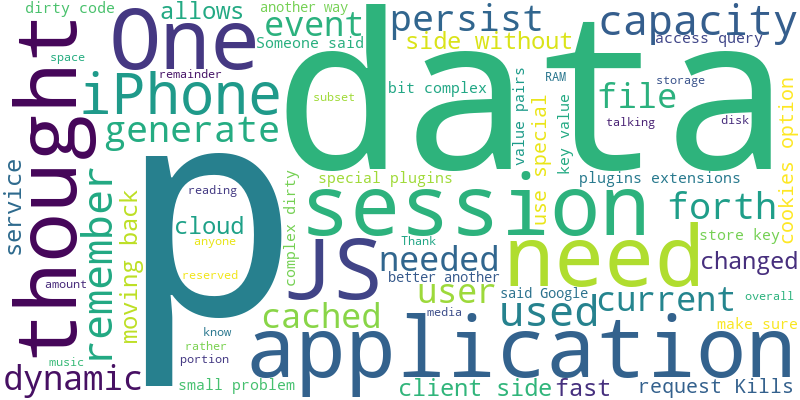 dirty code
another way
allows
One
event
persist
capacity
Someone said
side without
access query
space
thought
remainder
iPhone
data
bit complex
RAM
storage
file
subset
value pairs
key value
cookies option
generate
talking
disk
use special
service
remember
p
special plugins
plugins extensions
reading
session
forth
complex dirty
moving back
cloud
anyone
Thank
need
store key
JS
needed
changed
reserved
better another
amount
user
said Google
used
current
overall
cached
media
know
application
make sure
rather
music
portion
dynamic
small problem
client side
fast
request Kills